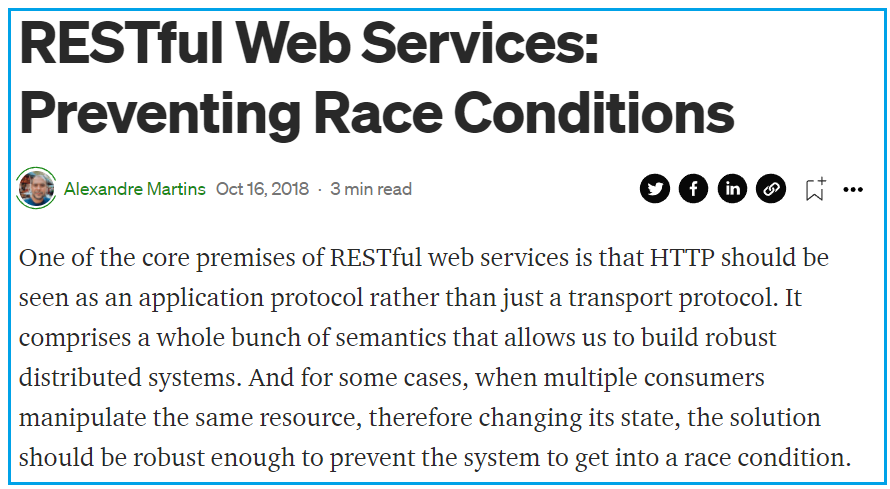 RESTful Web Services:
Preventing Race Conditions
Alexandre Martins Oct 16, 2018 · 3 min read
One of the core premises of RESTful web services is that HTTP should be
seen as an application protocol rather than just a transport protocol. It
comprises a whole bunch of semantics that allows us to build robust
distributed systems. And for some cases, when multiple consumers
manipulate the same resource, therefore changing its state, the solution
should be robust enough to prevent the system to get into a race condition.